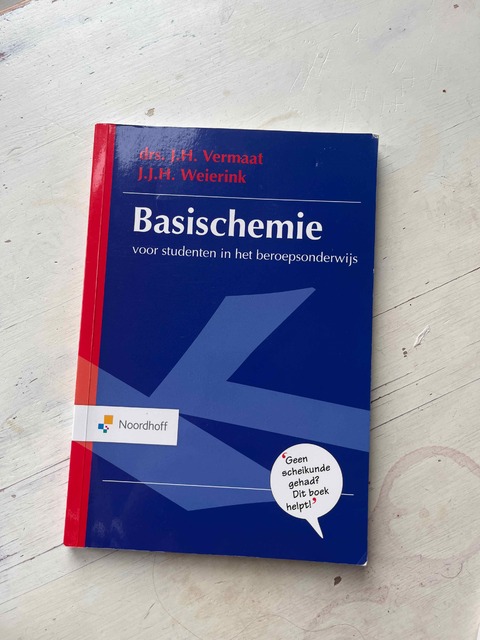 drs. J.H. Vermaat
J.J.H. Weierink
Basischemie
voor studenten in het beroepsonderwijs
Noordhoff
‘Geen
scheikunde
gehad?
Dit boek
helpt!’